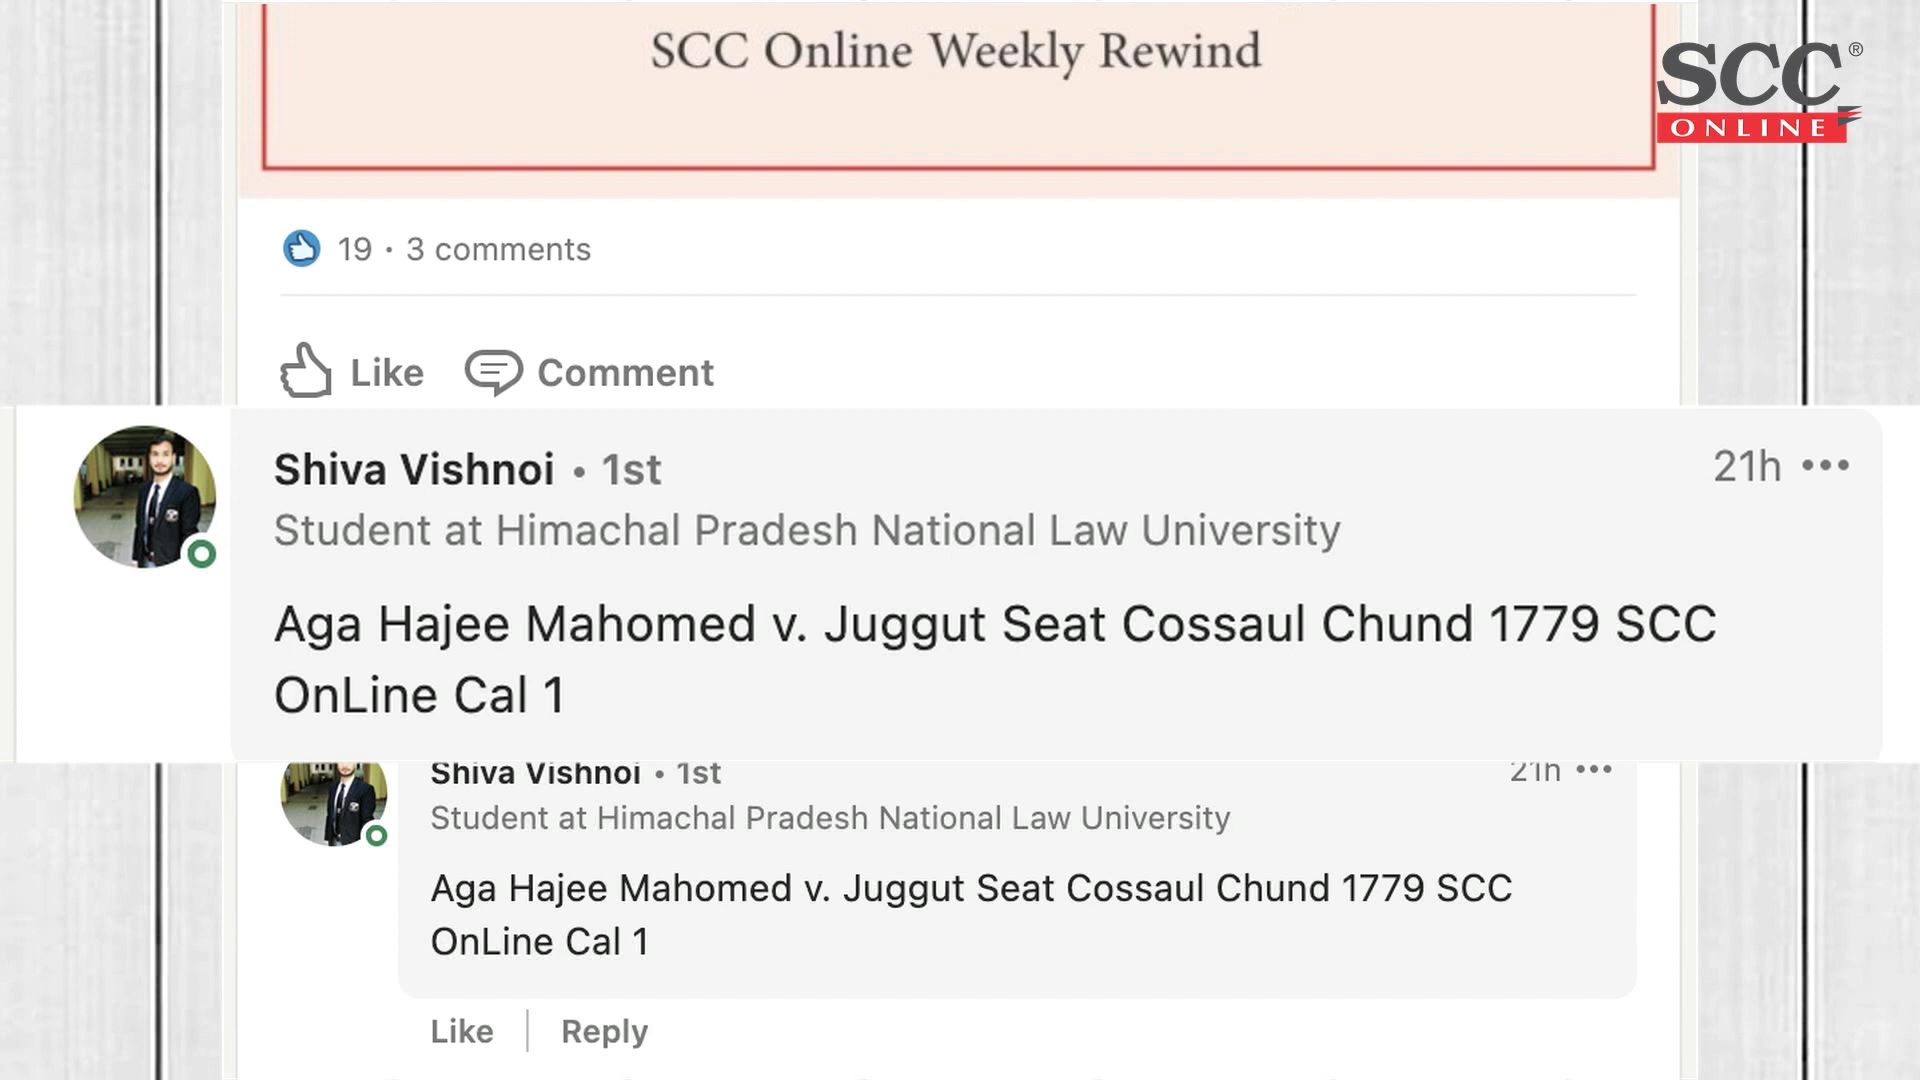 SCC Online Weekly Rewind
SCC®
ONLINE
19 • 3 comments
Like Comment
Shiva Vishnoi • 1st 21h
Student at Himachal Pradesh National Law University
Aga Hajee Mahomed v. Juggut Seat Cossaul Chund 1779 SCC
OnLine Cal 1
Shiva Vishnoi • 1st 21h
Student at Himachal Pradesh National Law University
Aga Hajee Mahomed v. Juggut Seat Cossaul Chund 1779 SCC
OnLine Cal 1
Like Reply